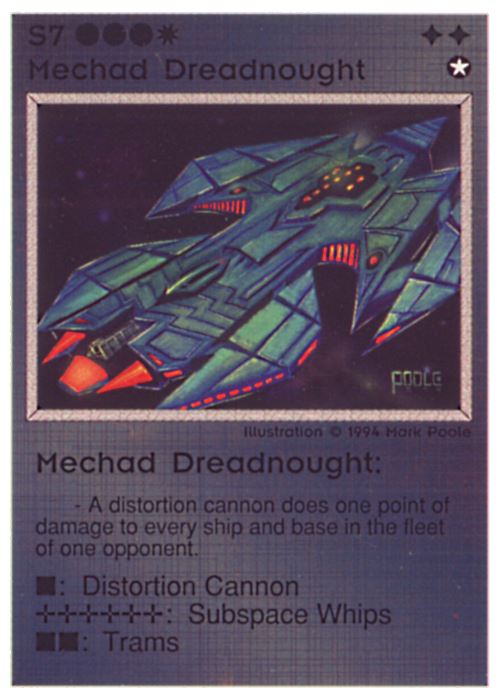 S7
Mechad Dreadnought
POOLE
Illustration © 1994 Mark Poole
Mechad Dreadnought:
- A distortion cannon does one point of
damage to every ship and base in the fleet
of one opponent.
: Distortion Cannon
: Subspace Whips
: Trams